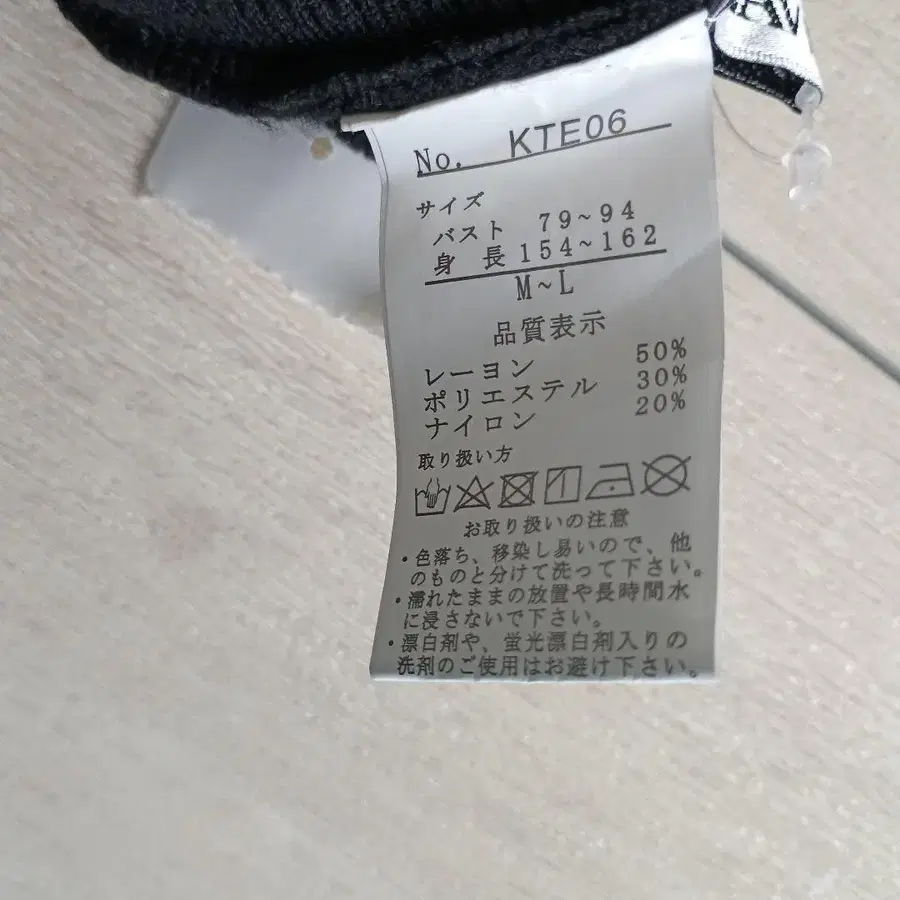 No. KTE06
サイズ
バスト 79~94
身 長 154~162
M~L
品質表示
レーヨン 50%
ポリエステル 30%
ナイロン 20%
取り扱い方
お取り扱いの注意
・色落ち、移染し易いので、他
のものと分けて洗って下さい。
・濡れたままの放置や長時間水
に浸さないで下さい。
・漂白剤や、蛍光漂白剤入りの
洗剤のご使用はお避け下さい。